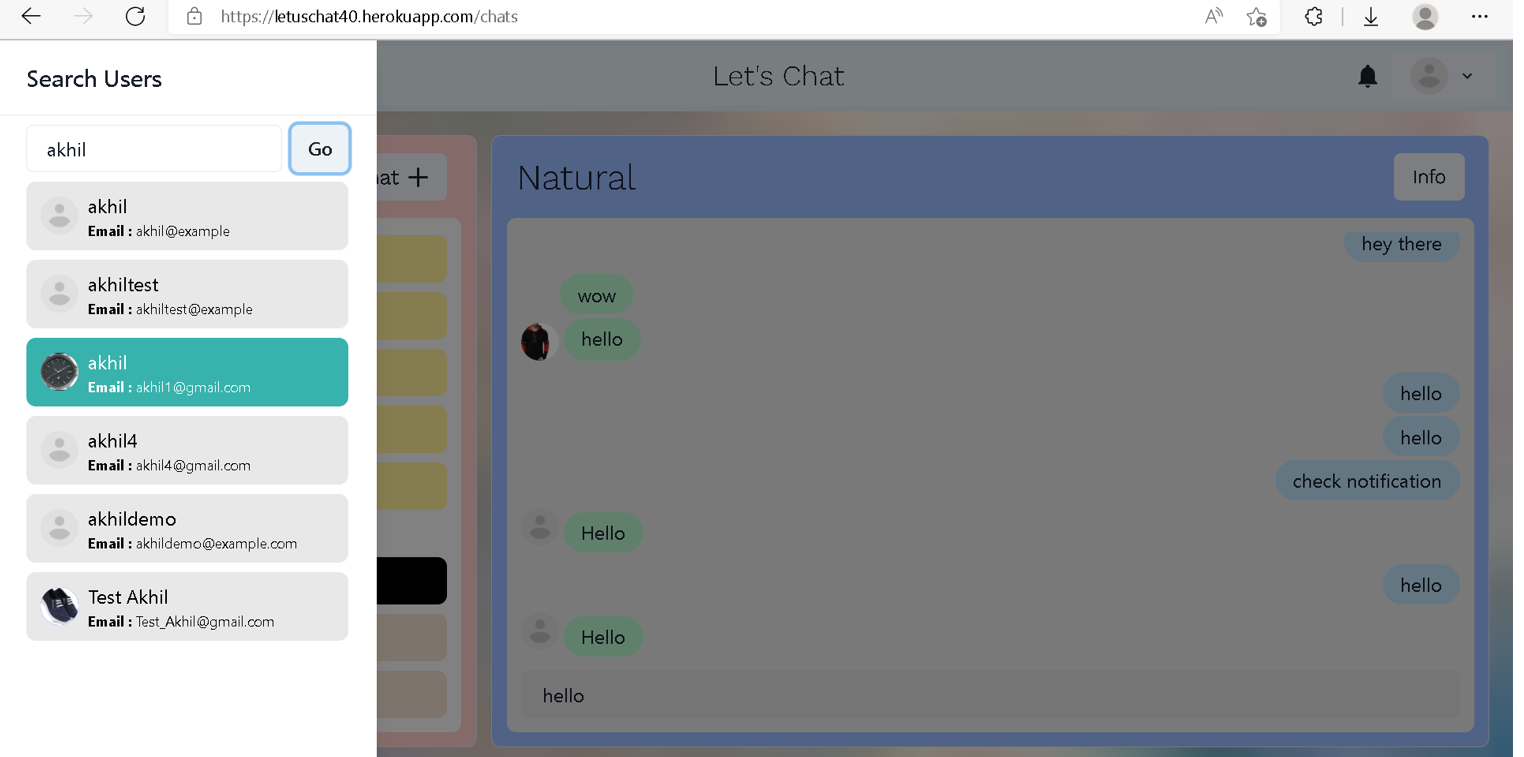 https://letuschat40.herokuapp.com/chats
Search Users
Let's Chat
akhil
Go
akhil
Email : akhil@example
akhiltest
Email : akhiltest@example
akhil
Email : akhil1@gmail.com
akhil4
Email : akhil4@gmail.com
akhildemo
Email : akhildemo@example.com
Test Akhil
Email : Test_Akhil@gmail.com
Natural
Info
hey there
wow
hello
hello
hello
check notification
Hello
hello
Hello
hello